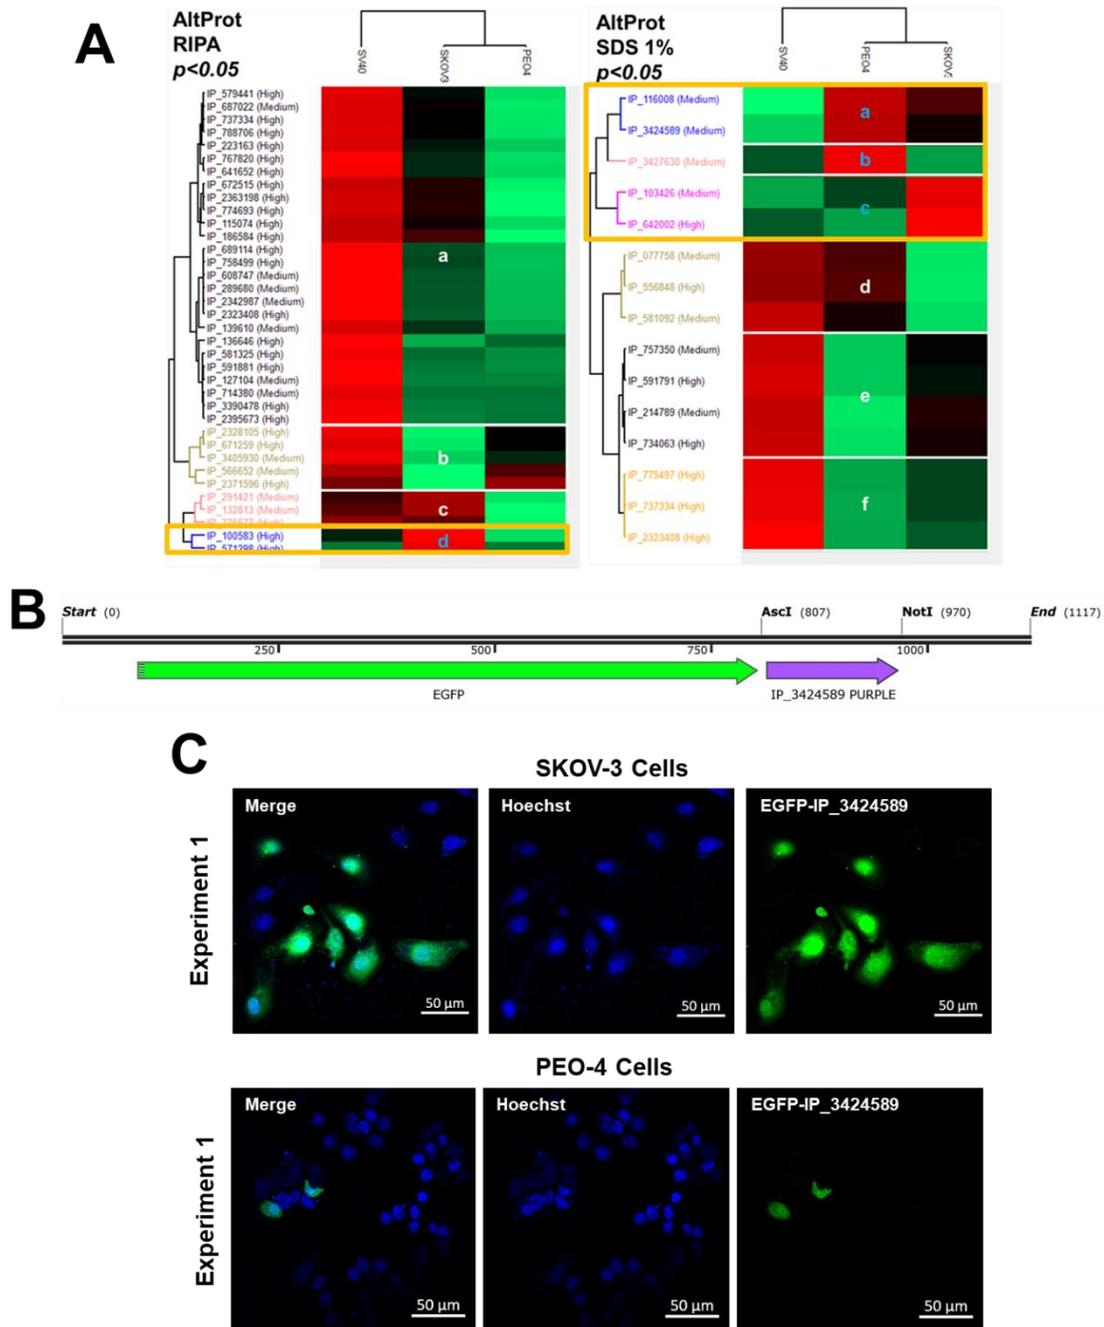 A
AltProt
RIPA
p<0.05
SV40
SKOV3
PEO4
IP_579441 (High)
IP_687022 (Medium)
IP_737334 (High)
IP_788706 (High)
IP_223163 (High)
IP_767820 (High)
IP_641652 (High)
IP_672515 (High)
IP_2363198 (High)
IP_774693 (High)
IP_115074 (High)
IP_186584 (High)
IP_689114 (High)
IP_758499 (High)
IP_608747 (Medium)
IP_289680 (Medium)
IP_2342987 (Medium)
IP_2323408 (High)
IP_139610 (Medium)
IP_136646 (High)
IP_581325 (High)
IP_591881 (High)
IP_127104 (Medium)
IP_714380 (Medium)
IP_3390478 (High)
IP_2395673 (High)
IP_2328105 (High)
IP_671259 (High)
IP_3405930 (Medium)
IP_566652 (Medium)
IP_2371596 (High)
IP_291421 (Medium)
IP_132813 (Medium)
IP_100583 (High)
IP_571298 (High)
a
b
c
d
AltProt
SDS 1%
p<0.05
SV40
PEO4
SKOV3
IP_116008 (Medium)
IP_3424589 (Medium)
IP_3427630 (Medium)
IP_103426 (Medium)
IP_642002 (High)
IP_077758 (Medium)
IP_556848 (High)
IP_581092 (Medium)
IP_757350 (Medium)
IP_591791 (High)
IP_214789 (Medium)
IP_734063 (High)
IP_775497 (High)
IP_737334 (High)
IP_2323408 (High)
a
b
c
d
e
f
B
Start (0)
AscI (807)
NotI (970)
End (1117)
250
500
750
1000
EGFP
IP_3424589 PURPLE
C
SKOV-3 Cells
Experiment 1
Merge
Hoechst
EGFP-IP_3424589
50 µm
50 µm
50 µm
PEO-4 Cells
Experiment 1
Merge
Hoechst
EGFP-IP_3424589
50 µm
50 µm
50 µm